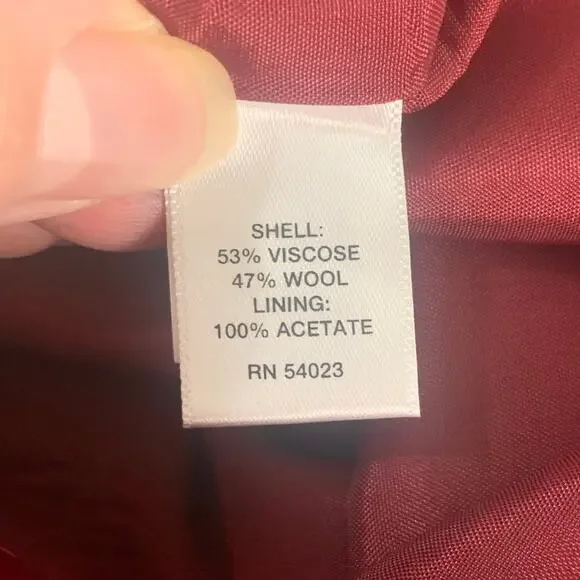 SHELL:
53% VISCOSE
47% WOOL
LINING:
100% ACETATE
RN 54023